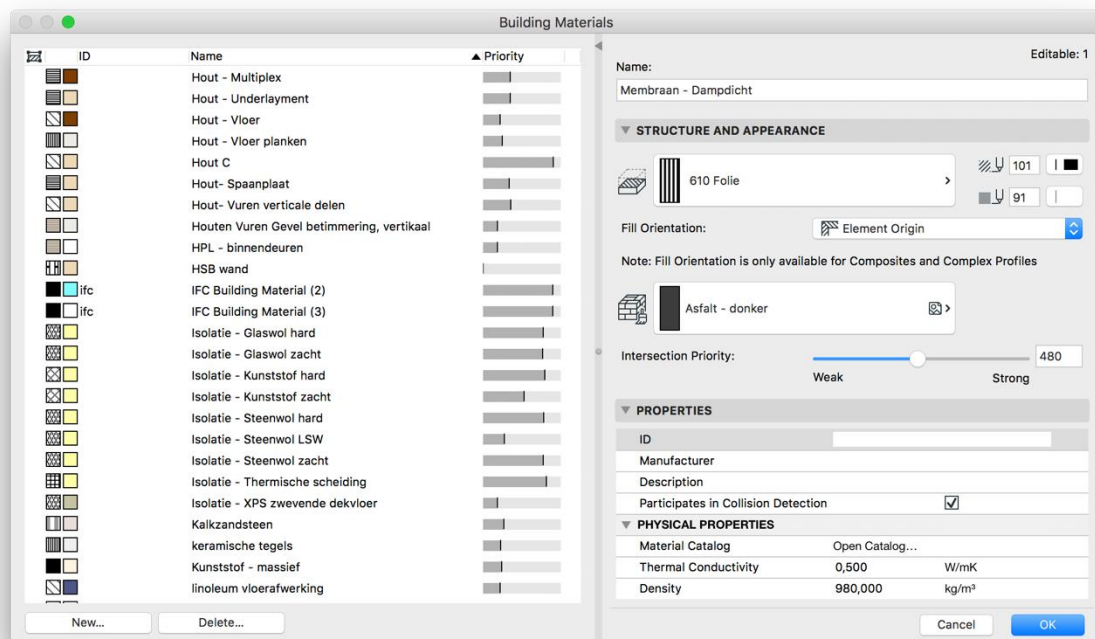 Building Materials
ID Name ▲ Priority
Hout - Multiplex
Hout - Underlayment
Hout - Vloer
Hout - Vloer planken
Hout C
Hout- Spaanplaat
Hout- Vuren verticale delen
Houten Vuren Gevel betimmering, vertikaal
HPL - binnendeuren
HSB wand
ifc IFC Building Material (2)
ifc IFC Building Material (3)
Isolatie - Glaswol hard
Isolatie - Glaswol zacht
Isolatie - Kunststof hard
Isolatie - Kunststof zacht
Isolatie - Steenwol hard
Isolatie - Steenwol LSW
Isolatie - Steenwol zacht
Isolatie - Thermische scheiding
Isolatie - XPS zwevende dekvloer
Kalkzandsteen
keramische tegels
Kunststof - massief
linoleum vloerafwerking
New... Delete...
Editable: 1
Name:
Membraan - Dampdicht
STRUCTURE AND APPEARANCE
610 Folie
101
91
Fill Orientation: Element Origin
Note: Fill Orientation is only available for Composites and Complex Profiles
Asfalt - donker
Intersection Priority: 480
Weak Strong
PROPERTIES
ID
Manufacturer
Description
Participates in Collision Detection
PHYSICAL PROPERTIES
Material Catalog Open Catalog...
Thermal Conductivity 0,500 W/mK
Density 980,000 kg/m³
Cancel OK